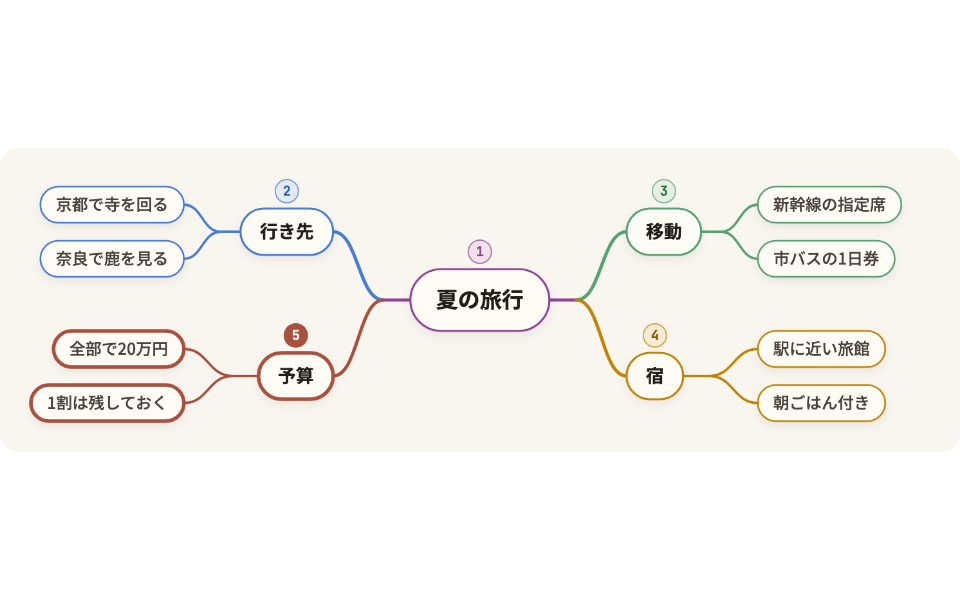 1
夏の旅行
2
行き先
京都で寺を回る
奈良で鹿を見る
3
移動
新幹線の指定席
市バスの1日券
4
宿
駅に近い旅館
朝ごはん付き
5
予算
全部で20万円
1割は残しておく